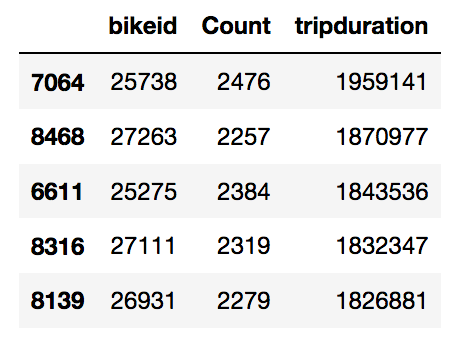 bikeid Count tripduration
7064 25738 2476 1959141
8468 27263 2257 1870977
6611 25275 2384 1843536
8316 27111 2319 1832347
8139 26931 2279 1826881